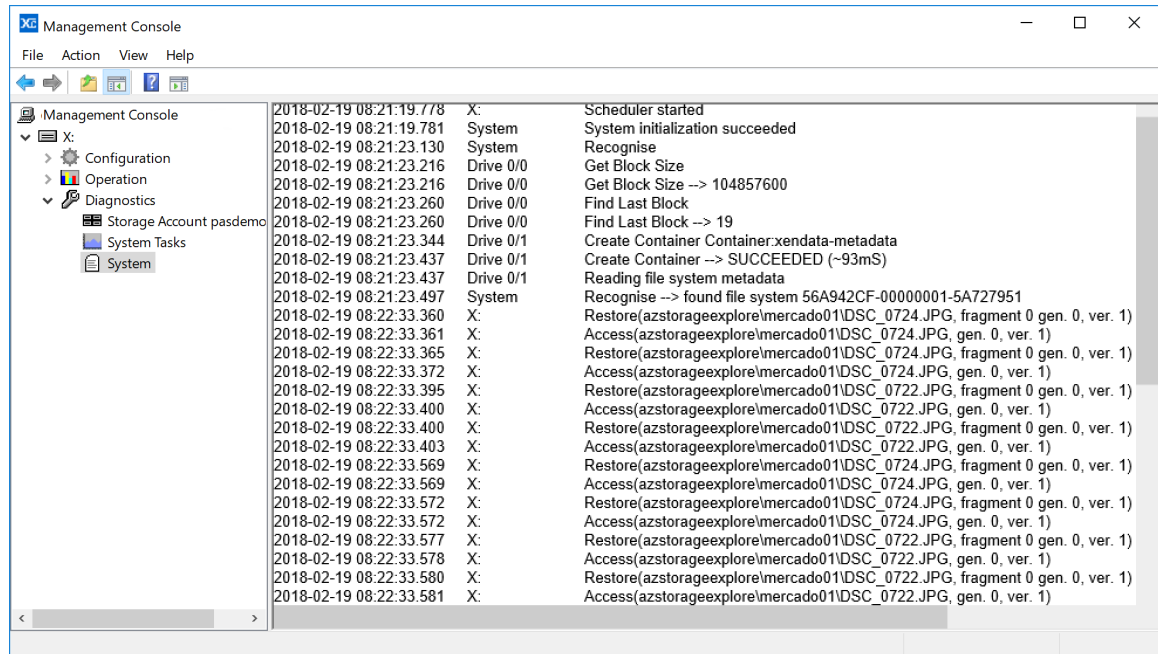 XC Management Console
File Action View Help
Management Console
X:
Configuration
Operation
Diagnostics
Storage Account pasdemo
System Tasks
System
2018-02-19 08:21:19.778 X: Scheduler started
2018-02-19 08:21:19.781 System System initialization succeeded
2018-02-19 08:21:23.130 System Recognise
2018-02-19 08:21:23.216 Drive 0/0 Get Block Size
2018-02-19 08:21:23.216 Drive 0/0 Get Block Size --> 104857600
2018-02-19 08:21:23.260 Drive 0/0 Find Last Block
2018-02-19 08:21:23.260 Drive 0/0 Find Last Block --> 19
2018-02-19 08:21:23.344 Drive 0/1 Create Container Container:xendata-metadata
2018-02-19 08:21:23.437 Drive 0/1 Create Container --> SUCCEEDED (~93mS)
2018-02-19 08:21:23.437 Drive 0/1 Reading file system metadata
2018-02-19 08:21:23.497 System Recognise --> found file system 56A942CF-00000001-5A727951
2018-02-19 08:22:33.360 X: Restore(azstorageexplore\mercado01\DSC_0724.JPG, fragment 0 gen. 0, ver. 1)
2018-02-19 08:22:33.361 X: Access(azstorageexplore\mercado01\DSC_0724.JPG, gen. 0, ver. 1)
2018-02-19 08:22:33.365 X: Restore(azstorageexplore\mercado01\DSC_0724.JPG, fragment 0 gen. 0, ver. 1)
2018-02-19 08:22:33.372 X: Access(azstorageexplore\mercado01\DSC_0724.JPG, gen. 0, ver. 1)
2018-02-19 08:22:33.395 X: Restore(azstorageexplore\mercado01\DSC_0722.JPG, fragment 0 gen. 0, ver. 1)
2018-02-19 08:22:33.400 X: Access(azstorageexplore\mercado01\DSC_0722.JPG, gen. 0, ver. 1)
2018-02-19 08:22:33.400 X: Restore(azstorageexplore\mercado01\DSC_0722.JPG, fragment 0 gen. 0, ver. 1)
2018-02-19 08:22:33.403 X: Access(azstorageexplore\mercado01\DSC_0722.JPG, gen. 0, ver. 1)
2018-02-19 08:22:33.569 X: Restore(azstorageexplore\mercado01\DSC_0724.JPG, fragment 0 gen. 0, ver. 1)
2018-02-19 08:22:33.569 X: Access(azstorageexplore\mercado01\DSC_0724.JPG, gen. 0, ver. 1)
2018-02-19 08:22:33.572 X: Restore(azstorageexplore\mercado01\DSC_0724.JPG, fragment 0 gen. 0, ver. 1)
2018-02-19 08:22:33.572 X: Access(azstorageexplore\mercado01\DSC_0724.JPG, gen. 0, ver. 1)
2018-02-19 08:22:33.577 X: Restore(azstorageexplore\mercado01\DSC_0722.JPG, fragment 0 gen. 0, ver. 1)
2018-02-19 08:22:33.578 X: Access(azstorageexplore\mercado01\DSC_0722.JPG, gen. 0, ver. 1)
2018-02-19 08:22:33.580 X: Restore(azstorageexplore\mercado01\DSC_0722.JPG, fragment 0 gen. 0, ver. 1)
2018-02-19 08:22:33.581 X: Access(azstorageexplore\mercado01\DSC_0722.JPG, gen. 0, ver. 1)